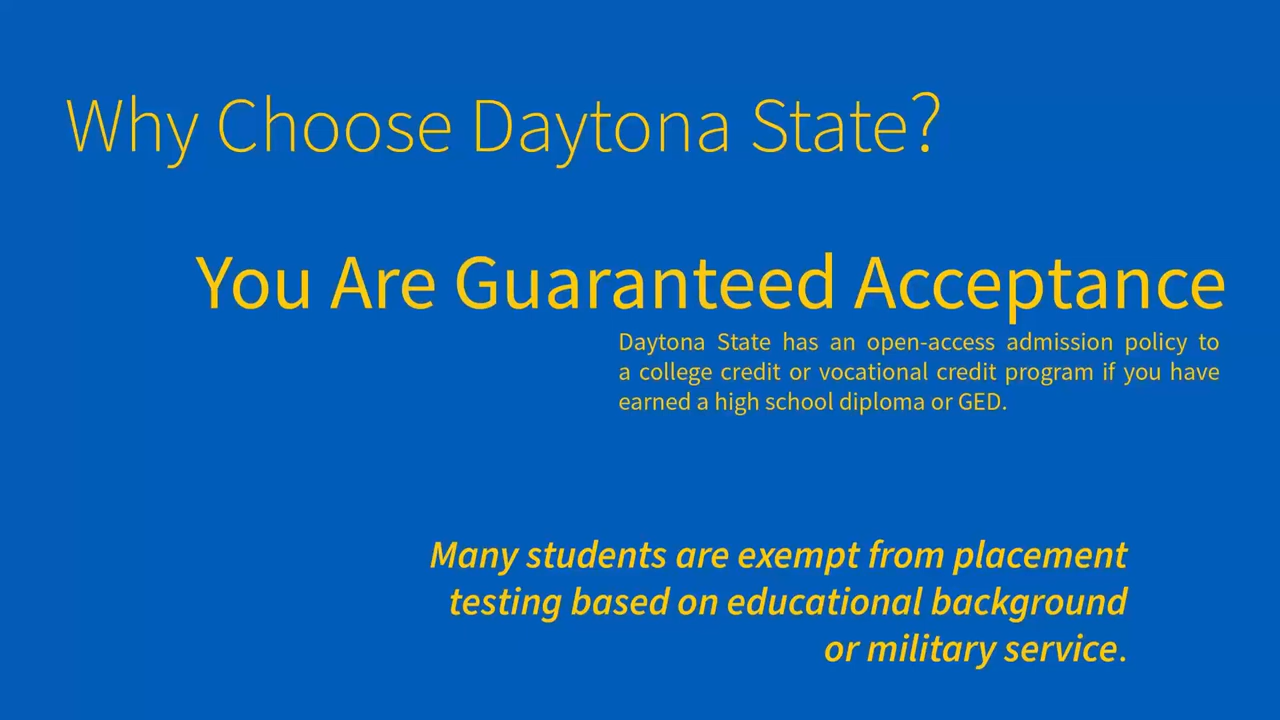 Why Choose Daytona State?
You Are Guaranteed Acceptance
Daytona State has an open-access admission policy to
a college credit or vocational credit program if you have
earned a high school diploma or GED.
Many students are exempt from placement
testing based on educational background
or military service.